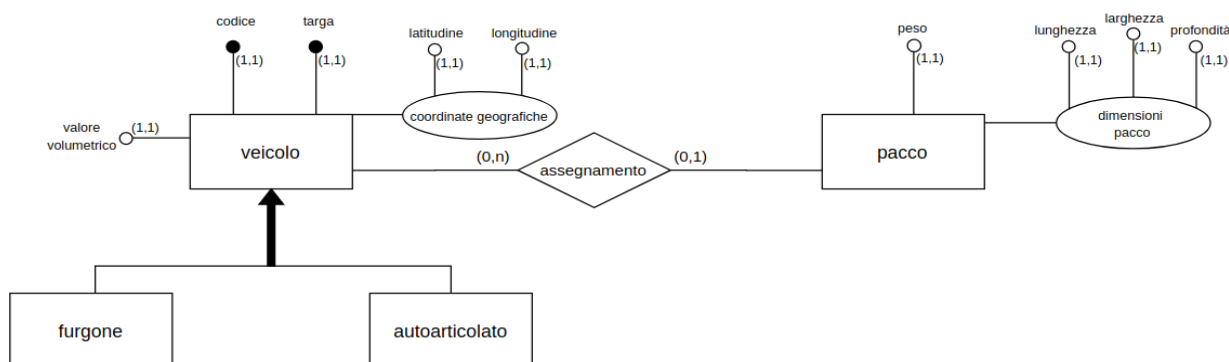 codice
targa
latitudine
longitudine
peso
lunghezza
larghezza
profondità
(1,1)
(1,1)
(1,1)
(1,1)
(1,1)
(1,1)
(1,1)
(1,1)
valore
volumetrico
(1,1)
veicolo
coordinate geografiche
(0,n)
assegnamento
(0,1)
pacco
dimensioni
pacco
furgone
autoarticolato